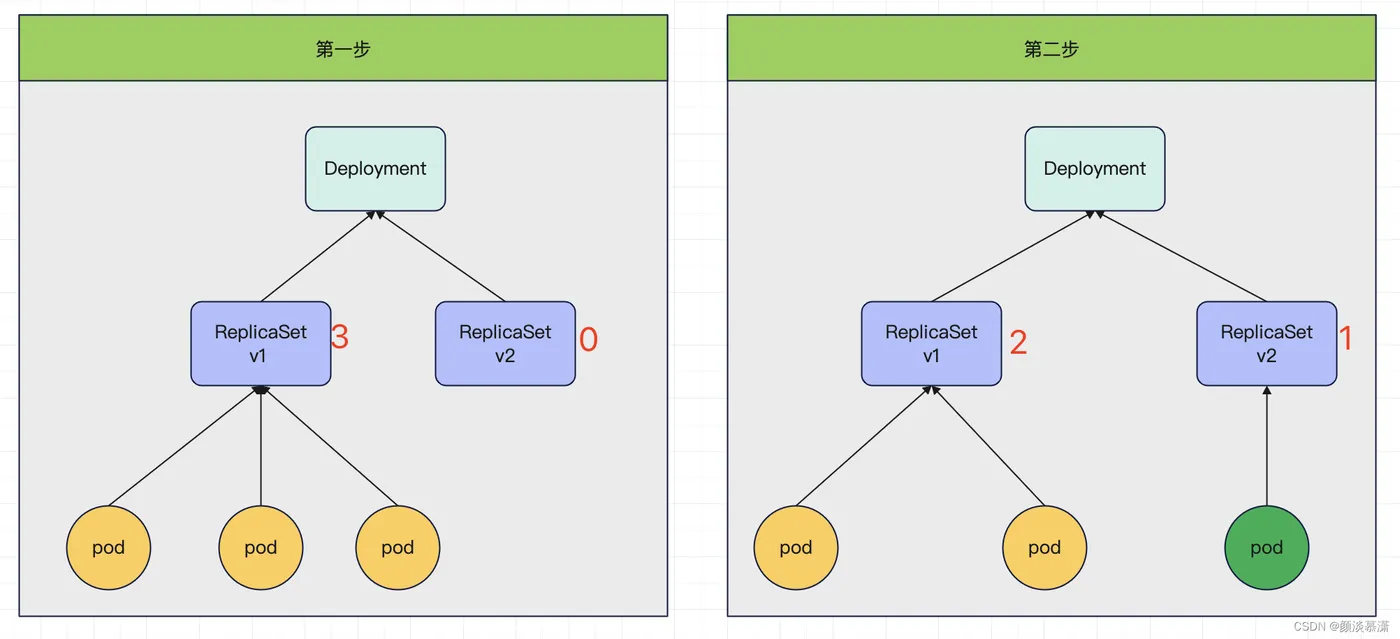 第一步
Deployment
ReplicaSet
v1
3
ReplicaSet
v2
0
pod
pod
pod
第二步
Deployment
ReplicaSet
v1
2
ReplicaSet
v2
1
pod
pod
pod
CSDN @颜淡慕潇